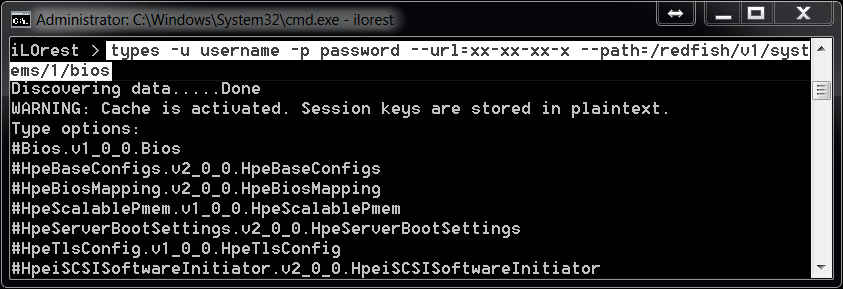 Administrator: C:\Windows\System32\cmd.exe - ilorest
iLOrest > types -u username -p password --url=xx-xx-xx-x --path=/redfish/v1/syst
ems/1/bios
Discovering data.....Done
WARNING: Cache is activated. Session keys are stored in plaintext.
Type options:
#Bios.v1_0_0.Bios
#HpeBaseConfigs.v2_0_0.HpeBaseConfigs
#HpeBiosMapping.v2_0_0.HpeBiosMapping
#HpeScalablePmem.v1_0_0.HpeScalablePmem
#HpeServerBootSettings.v2_0_0.HpeServerBootSettings
#HpeTlsConfig.v1_0_0.HpeTlsConfig
#HpeiSCSISoftwareInitiator.v2_0_0.HpeiSCSISoftwareInitiator